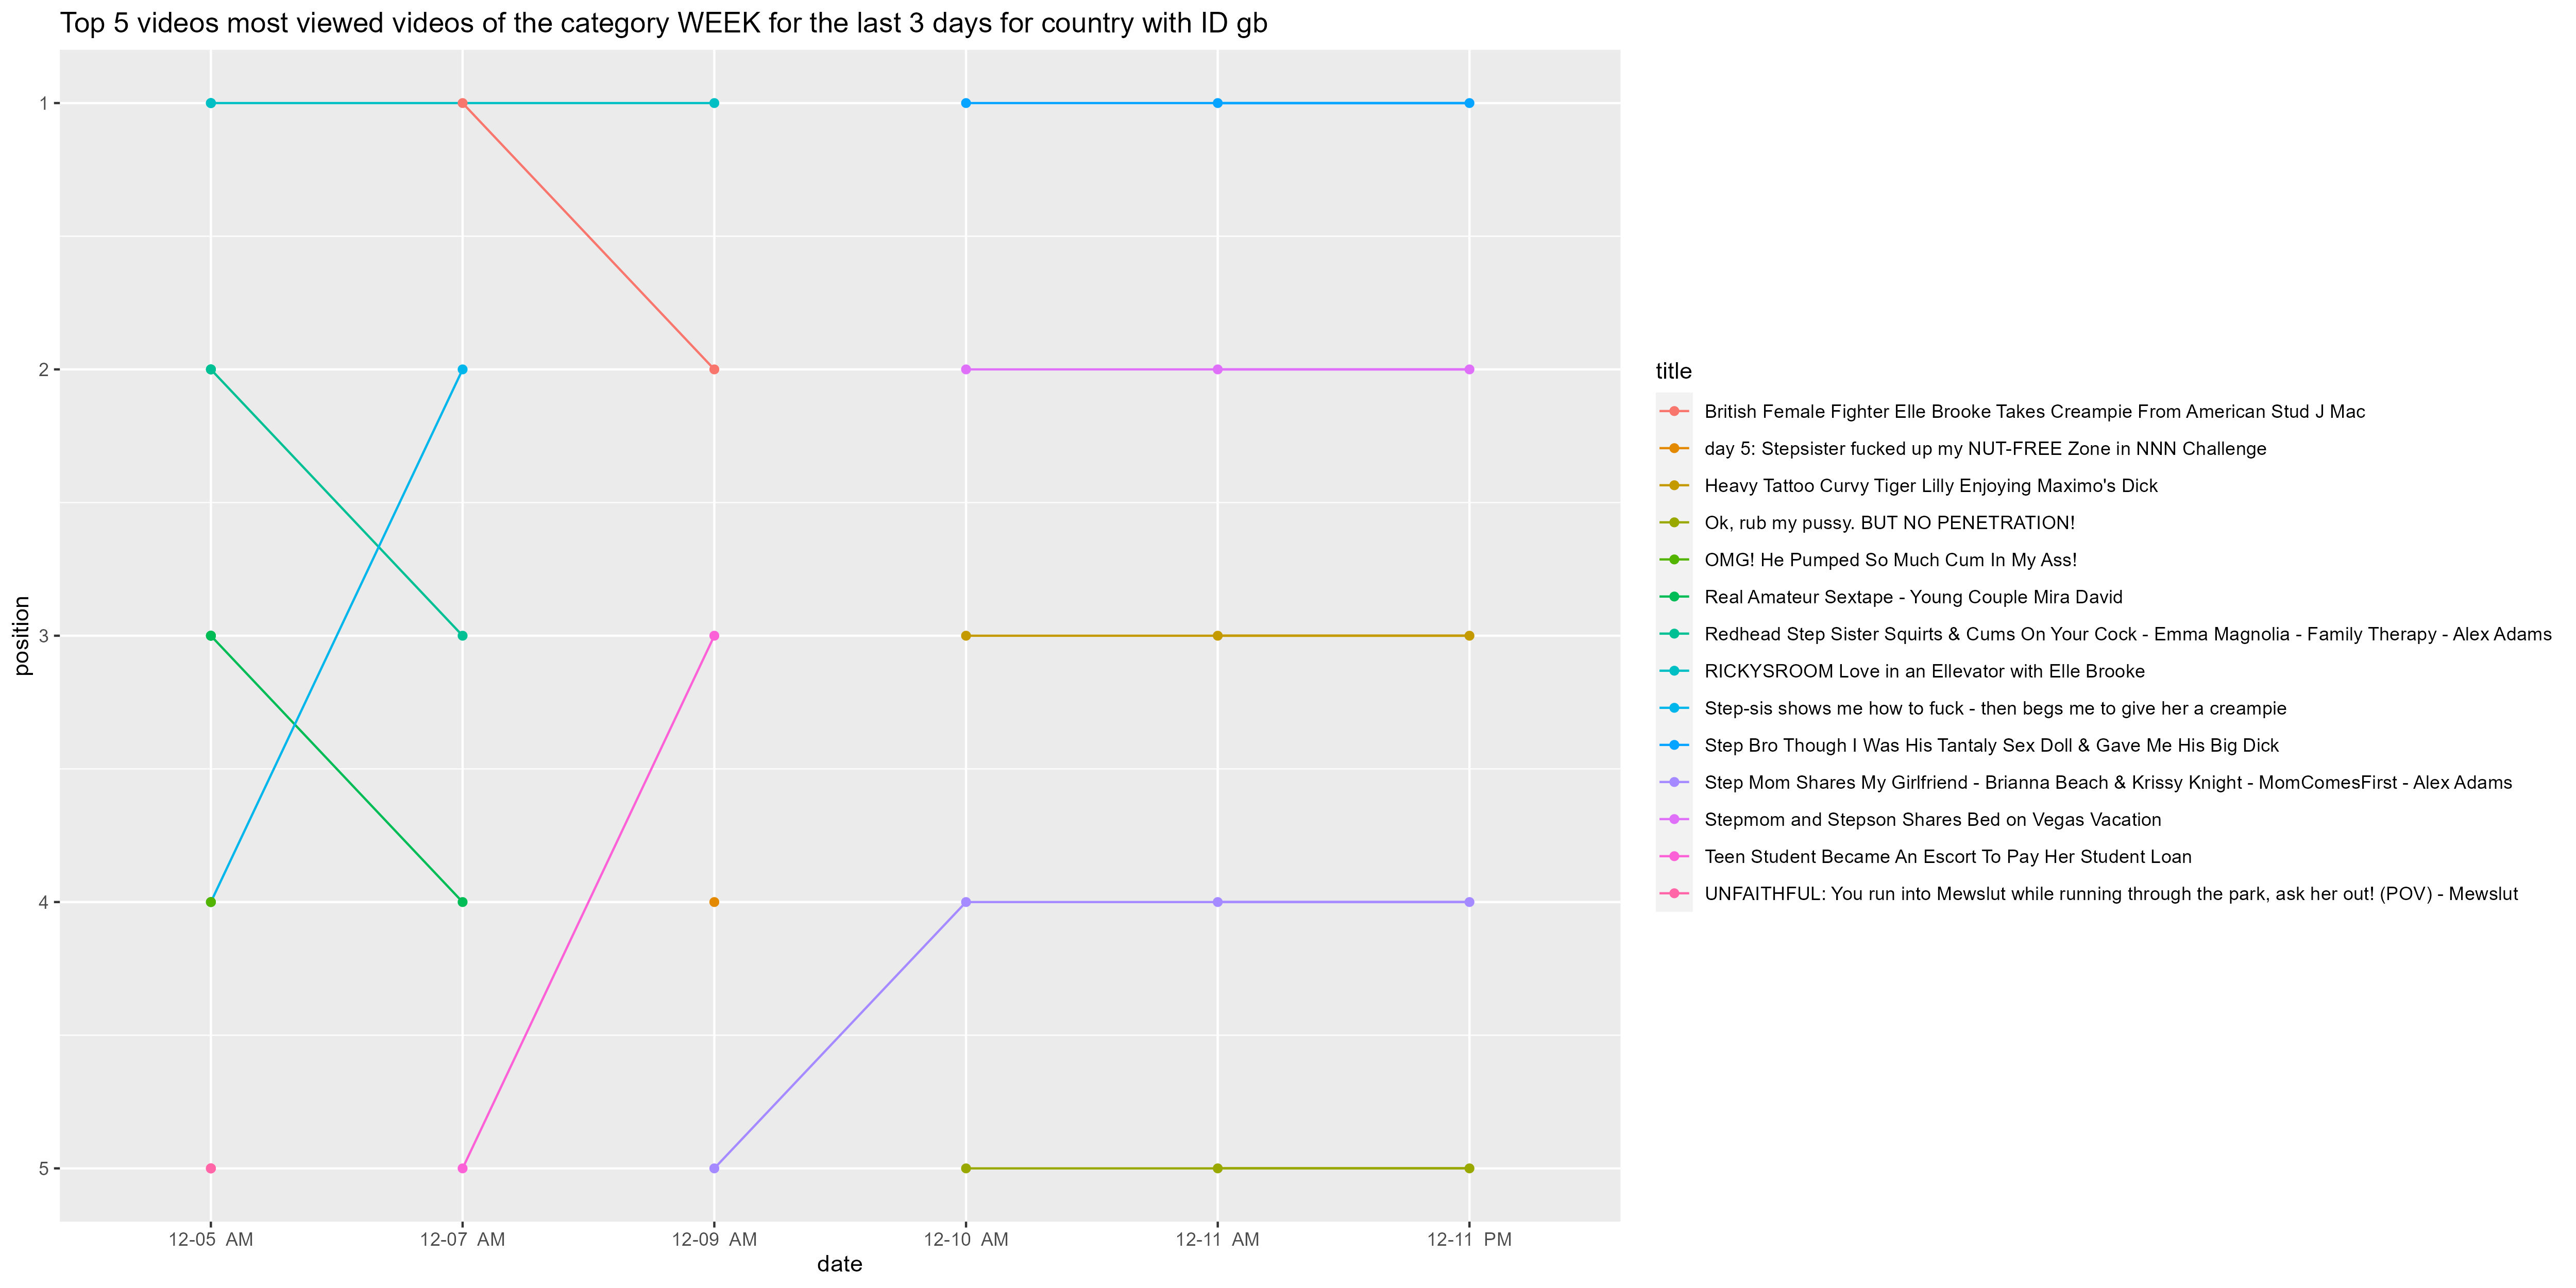 Top 5 videos most viewed videos of the category WEEK for the last 3 days for country with ID gb
1
2
3
4
5
position
12-05 AM
12-07 AM
12-09 AM
12-10 AM
12-11 AM
12-11 PM
date
title
British Female Fighter Elle Brooke Takes Creampie From American Stud J Mac
day 5: Stepsister fucked up my NUT-FREE Zone in NNN Challenge
Heavy Tattoo Curvy Tiger Lilly Enjoying Maximo's Dick
Ok, rub my pussy. BUT NO PENETRATION!
OMG! He Pumped So Much Cum In My Ass!
Real Amateur Sextape - Young Couple Mira David
Redhead Step Sister Squirts & Cums On Your Cock - Emma Magnolia - Family Therapy - Alex Adams
RICKYSROOM Love in an Ellevator with Elle Brooke
Step-sis shows me how to fuck - then begs me to give her a creampie
Step Bro Though I Was His Tantaly Sex Doll & Gave Me His Big Dick
Step Mom Shares My Girlfriend - Brianna Beach & Krissy Knight - MomComesFirst - Alex Adams
Stepmom and Stepson Shares Bed on Vegas Vacation
Teen Student Became An Escort To Pay Her Student Loan
UNFAITHFUL: You run into Mewslut while running through the park, ask her out! (POV) - Mewslut